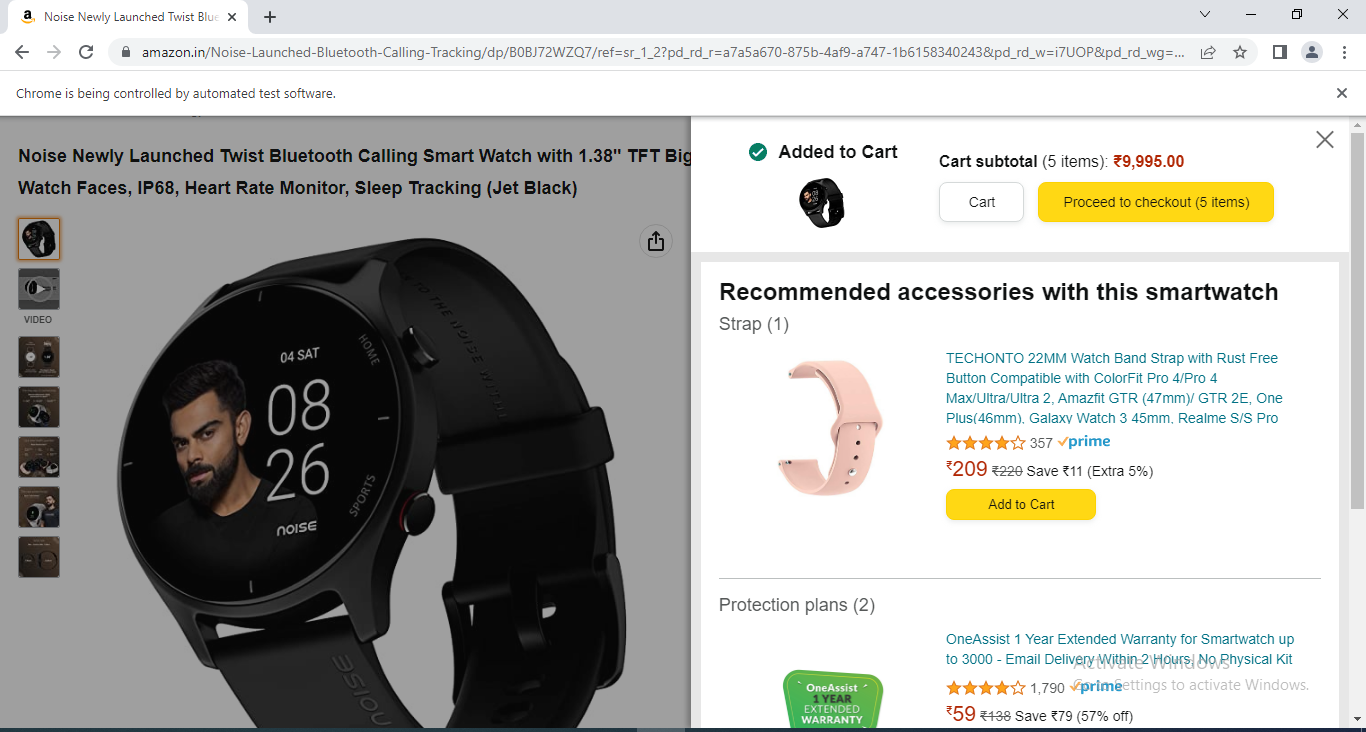 Noise Newly Launched Twist Blue
amazon.in/Noise-Launched-Bluetooth-Calling-Tracking/dp/B0BJ72WZQ7/ref=sr_1_2?pd_rd_r=a7a5a670-875b-4af9-a747-1b6158340243&pd_rd_w=i7UOP&pd_rd_wg=...
Chrome is being controlled by automated test software.
Noise Newly Launched Twist Bluetooth Calling Smart Watch with 1.38" TFT Big
Watch Faces, IP68, Heart Rate Monitor, Sleep Tracking (Jet Black)
VIDEO
04 SAT
08
26
HOME
SPORTS
noise
NOISE
Added to Cart
Cart subtotal (5 items): ₹9,995.00
Cart
Proceed to checkout (5 items)
Recommended accessories with this smartwatch
Strap (1)
TECHONTO 22MM Watch Band Strap with Rust Free
Button Compatible with ColorFit Pro 4/Pro 4
Max/Ultra/Ultra 2, Amazfit GTR (47mm)/ GTR 2E, One
Plus(46mm), Galaxy Watch 3 45mm, Realme S/S Pro
357 prime
₹209 ₹220 Save ₹11 (Extra 5%)
Add to Cart
Protection plans (2)
OneAssist 1 Year Extended Warranty for Smartwatch up
to 3000 - Email Delivery Within 2 Hours, No Physical Kit
1,790 prime
₹59 ₹138 Save ₹79 (57% off)
OneAssist
1 YEAR
EXTENDED
WARRANTY
Activate Windows
Go to Settings to activate Windows.